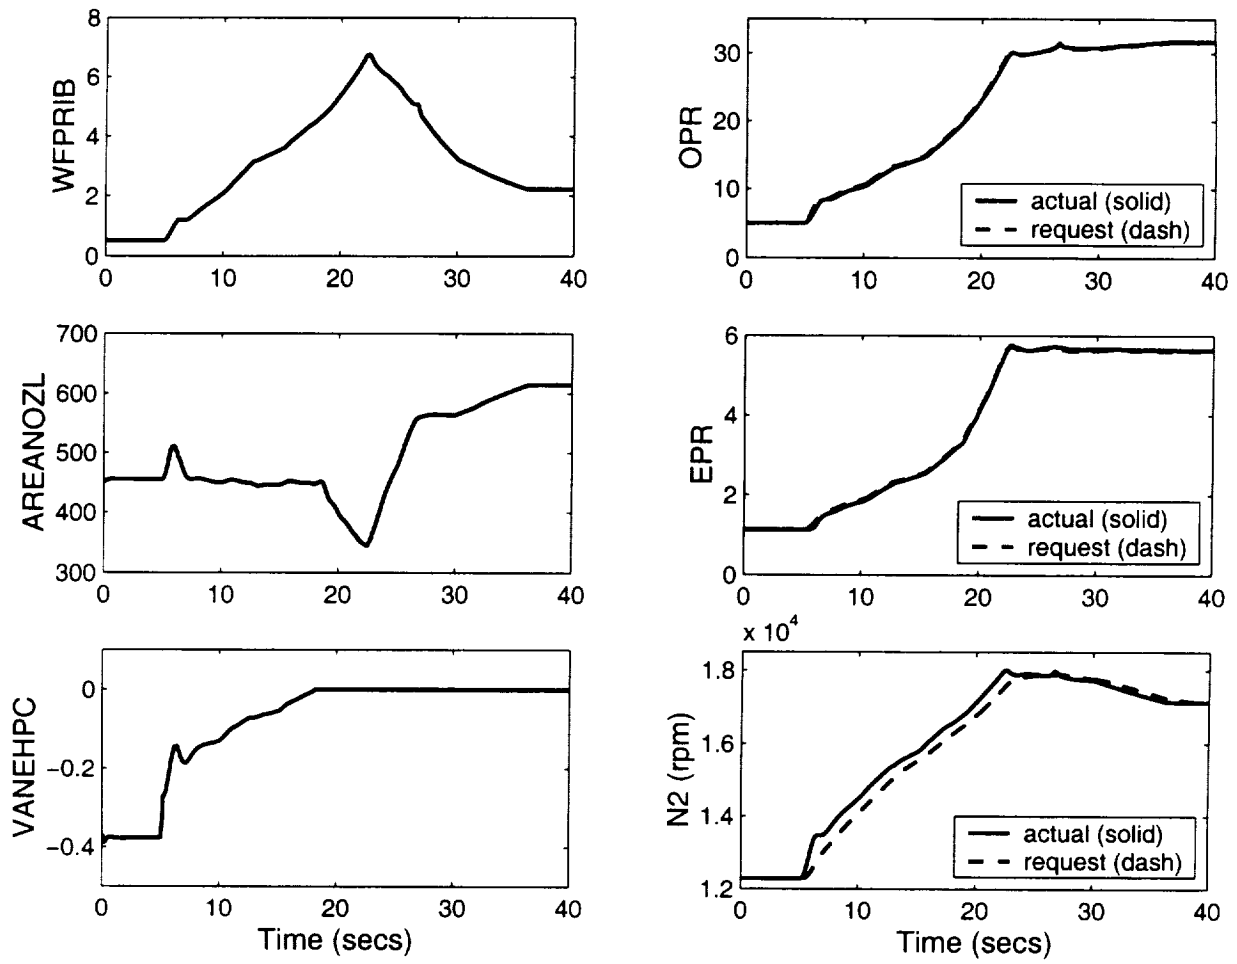 WFPRIB
8
6
4
2
0
0 10 20 30 40
OPR
30
20
10
0
0 10 20 30 40
actual (solid)
request (dash)
AREANOZL
700
600
500
400
300
0 10 20 30 40
EPR
6
4
2
0
0 10 20 30 40
actual (solid)
request (dash)
VANEHPC
0
−0.2
−0.4
0 10 20 30 40
Time (secs)
x 10^4
N2 (rpm)
1.8
1.6
1.4
1.2
0 10 20 30 40
actual (solid)
request (dash)
Time (secs)